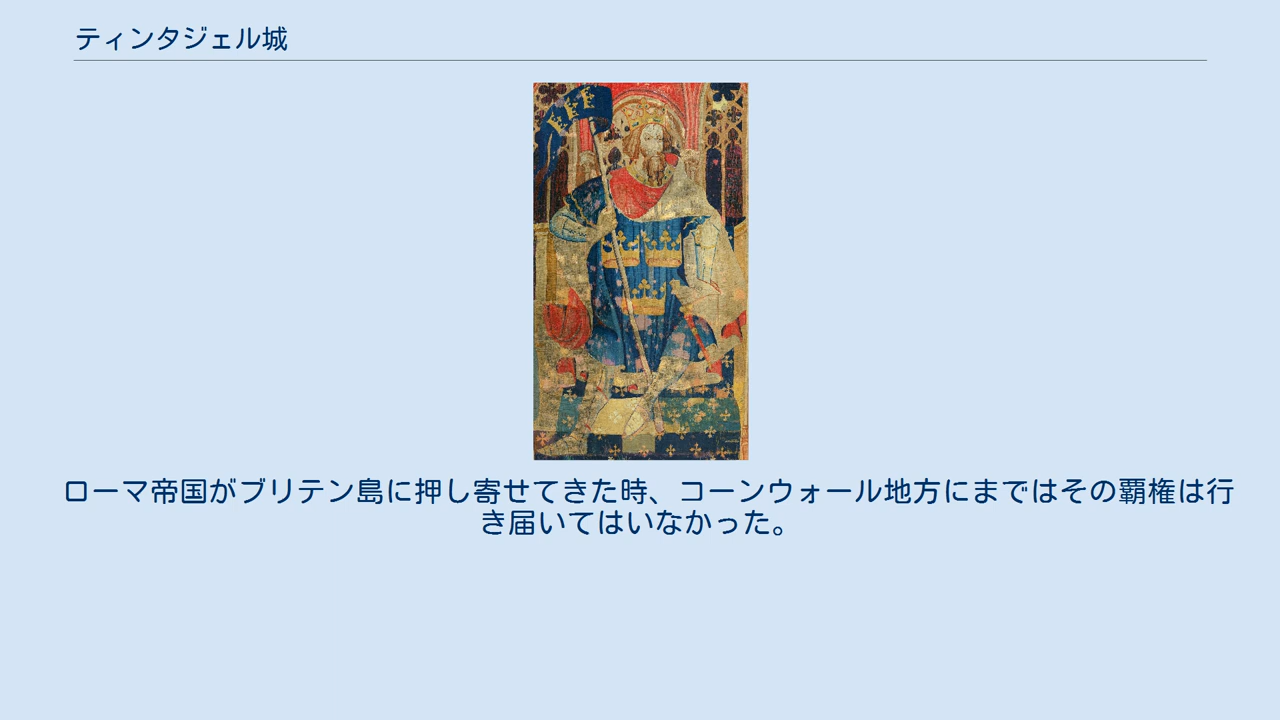 ティンタジェル城
ローマ帝国がブリテン島に押し寄せてきた時、コーンウォール地方にまではその覇権は行
き届いてはいなかった。